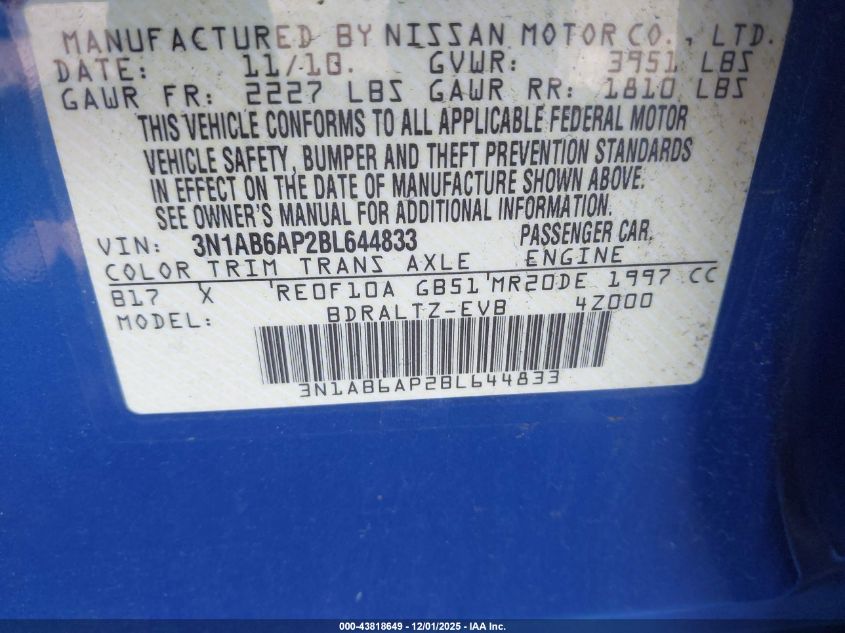 MANUFACTURED BY NISSAN MOTOR CO., LTD.
DATE: 11/10. GVWR: 3951 LBS
GAWR FR: 2227 LBS GAWR RR: 1810 LBS
THIS VEHICLE CONFORMS TO ALL APPLICABLE FEDERAL MOTOR
VEHICLE SAFETY, BUMPER AND THEFT PREVENTION STANDARDS
IN EFFECT ON THE DATE OF MANUFACTURE SHOWN ABOVE:
SEE OWNER'S MANUAL FOR ADDITIONAL INFORMATION.
VIN: 3N1AB6AP2BL644833 PASSENGER CAR,
COLOR TRIM TRANS AXLE ENGINE
B17 X RE0F10A GB51 MR20DE 1997 CC
MODEL: BDRALTZ-EVB 4Z000
3N1AB6AP2BL644833
000-43818649 - 12/01/2025 - IAA Inc.